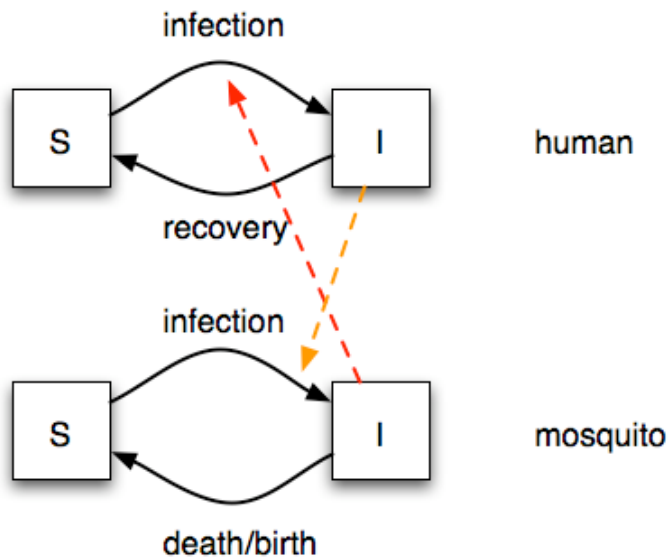 infection
S
I
human
recovery
infection
S
I
mosquito
death/birth